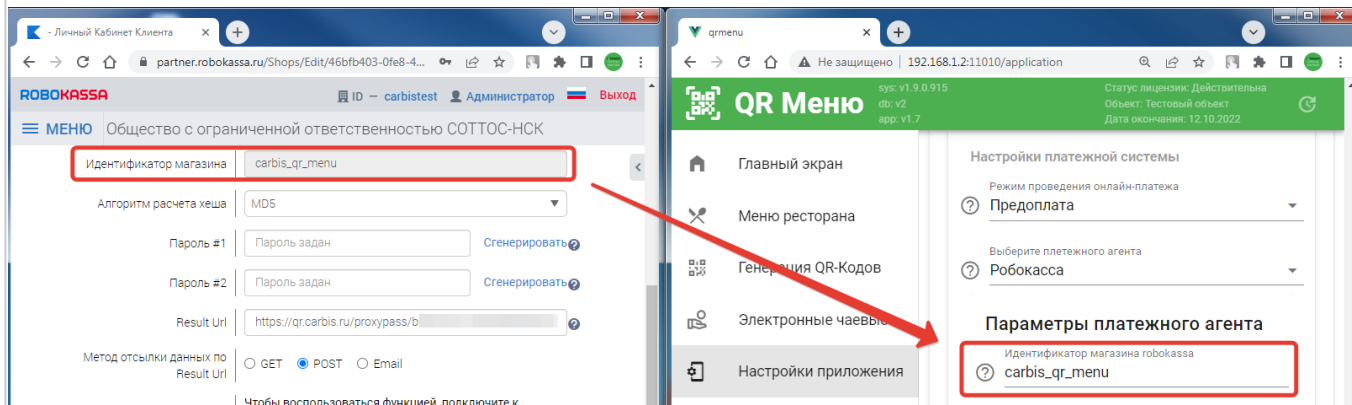 - Личный Кабинет Клиента
partner.robokassa.ru/Shops/Edit/46bfb403-0fe8-4...
ROBOKASSA
ID — carbistest
Администратор
Выход
МЕНЮ
Общество с ограниченной ответственностью СОТТОС-НСК
Идентификатор магазина
carbis_qr_menu
Алгоритм расчета хеша
MD5
Пароль #1
Пароль задан
Сгенерировать
Пароль #2
Пароль задан
Сгенерировать
Result Url
https://qr.carbis.ru/proxypass/b
Метод отсылки данных по
Result Url
GET
POST
Email
Чтобы воспользоваться функцией, подключите к
qrmenu
Не защищено
192.168.1.2:11010/application
QR Меню
sys: v1.9.0.915
db: v2
app: v1.7
Статус лицензии: Действительна
Объект: Тестовый объект
Дата окончания: 12.10.2022
Главный экран
Меню ресторана
Генерация QR-Кодов
Электронные чаевые
Настройки приложения
Настройки платежной системы
Режим проведения онлайн-платежа
Предоплата
Выберите плетежного агента
Робокасса
Параметры платежного агента
Идентификатор магазина robokassa
carbis_qr_menu